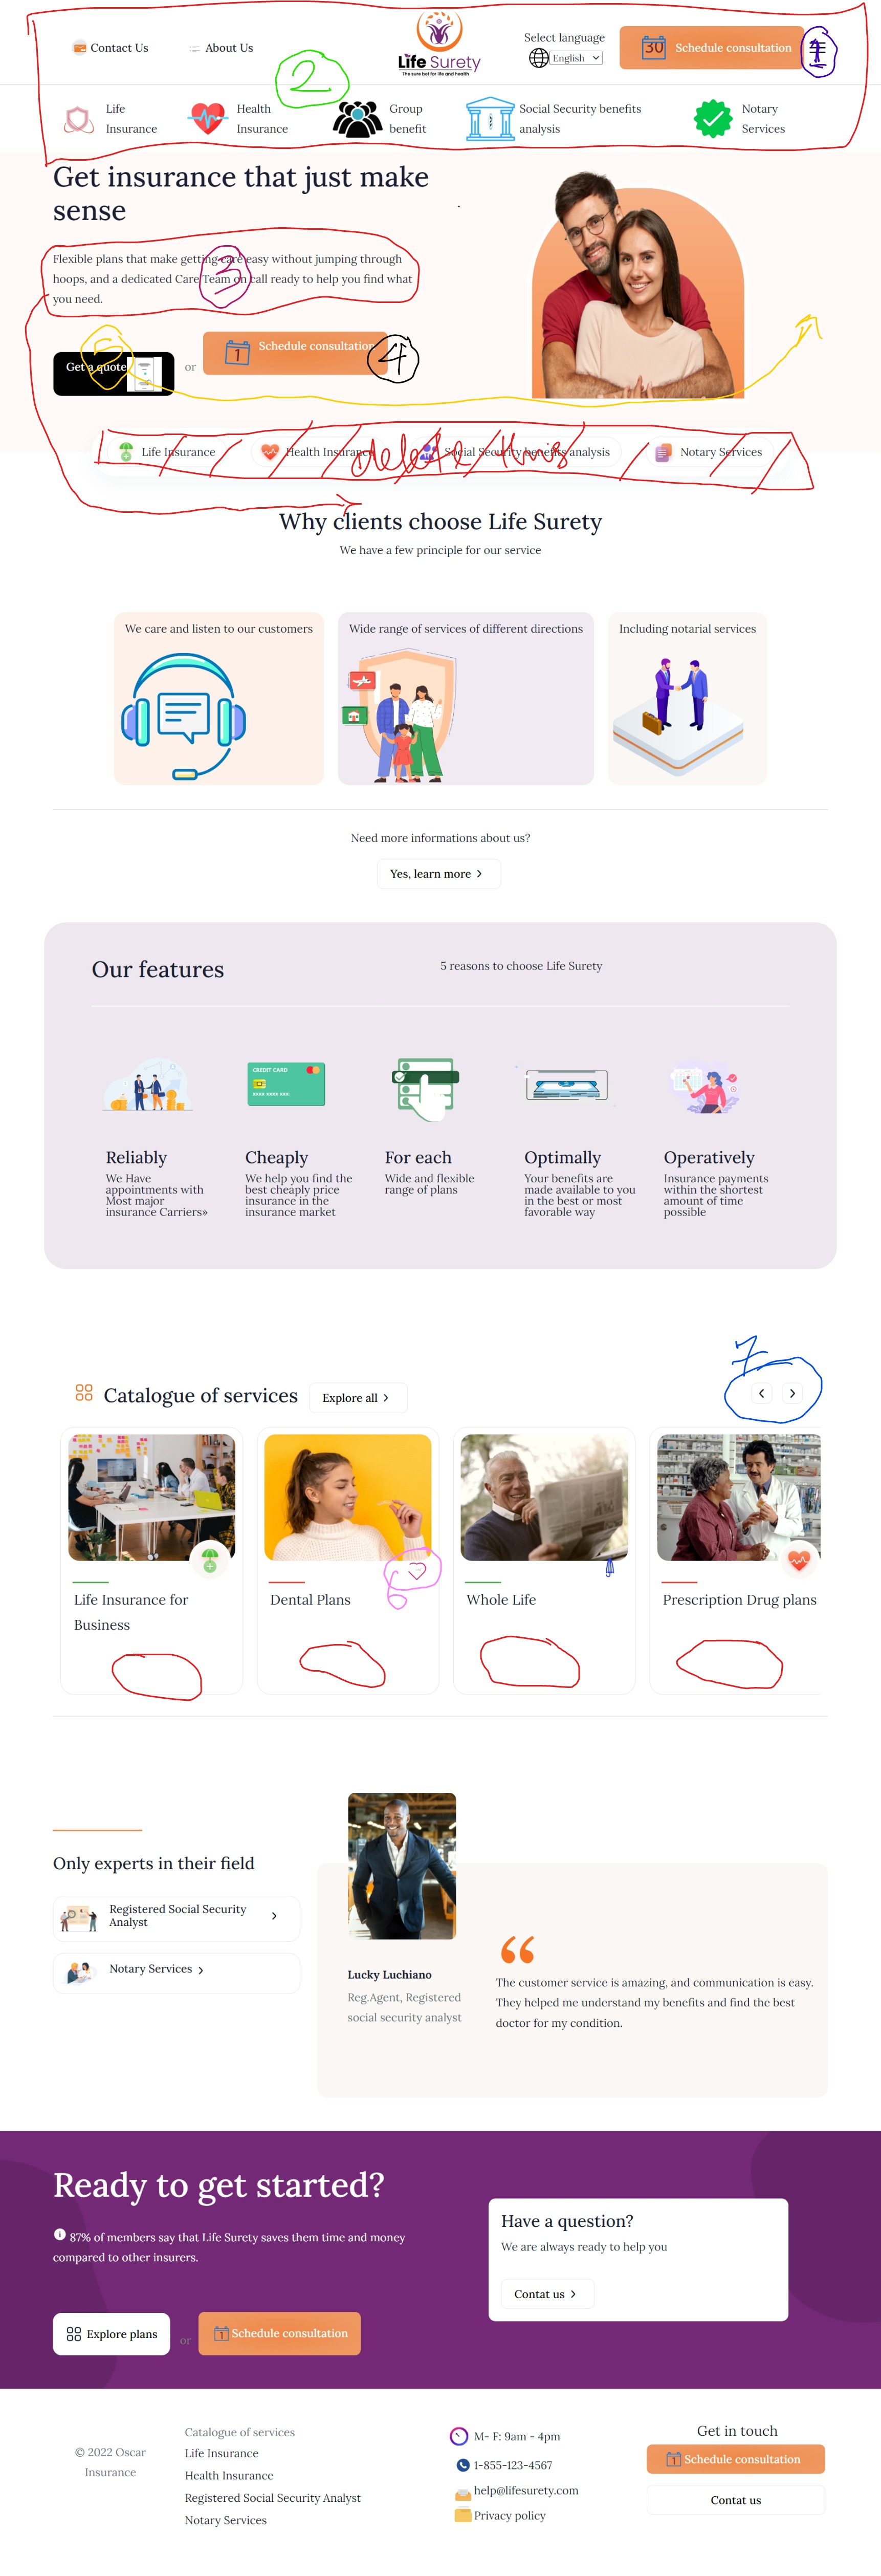 Contact Us
About Us
Life Surety
The sure bet for life and health
Select language
English
30
Schedule consultation
1
2
Life
Insurance
Health
Insurance
Group
benefit
Social Security benefits
analysis
Notary
Services
Get insurance that just make
sense
Flexible plans that make getting care easy without jumping through
hoops, and a dedicated Care Team on call ready to help you find what
you need.
3
5
Get a quote
or
1
Schedule consultation
4
Life Insurance
Health Insurance
Social Security benefits analysis
Notary Services
delete this
Why clients choose Life Surety
We have a few principle for our service
We care and listen to our customers
Wide range of services of different directions
Including notarial services
Need more informations about us?
Yes, learn more
Our features
5 reasons to choose Life Surety
CREDIT CARD
XXXX XXXX XXX
Reliably
We Have
appointments with
Most major
insurance Carriers»
Cheaply
We help you find the
best cheaply price
insurance in the
insurance market
For each
Wide and flexible
range of plans
Optimally
Your benefits are
made available to you
in the best or most
favorable way
Operatively
Insurance payments
within the shortest
amount of time
possible
7
Catalogue of services
Explore all
Life Insurance for
Business
Dental Plans
6
Whole Life
Prescription Drug plans
Only experts in their field
Registered Social Security
Analyst
Notary Services
Lucky Luchiano
Reg.Agent, Registered
social security analyst
“
The customer service is amazing, and communication is easy.
They helped me understand my benefits and find the best
doctor for my condition.
Ready to get started?
87% of members say that Life Surety saves them time and money
compared to other insurers.
Explore plans
or
1
Schedule consultation
Have a question?
We are always ready to help you
Contat us
© 2022 Oscar
Insurance
Catalogue of services
Life Insurance
Health Insurance
Registered Social Security Analyst
Notary Services
M- F: 9am - 4pm
1-855-123-4567
help@lifesurety.com
Privacy policy
Get in touch
1
Schedule consultation
Contat us